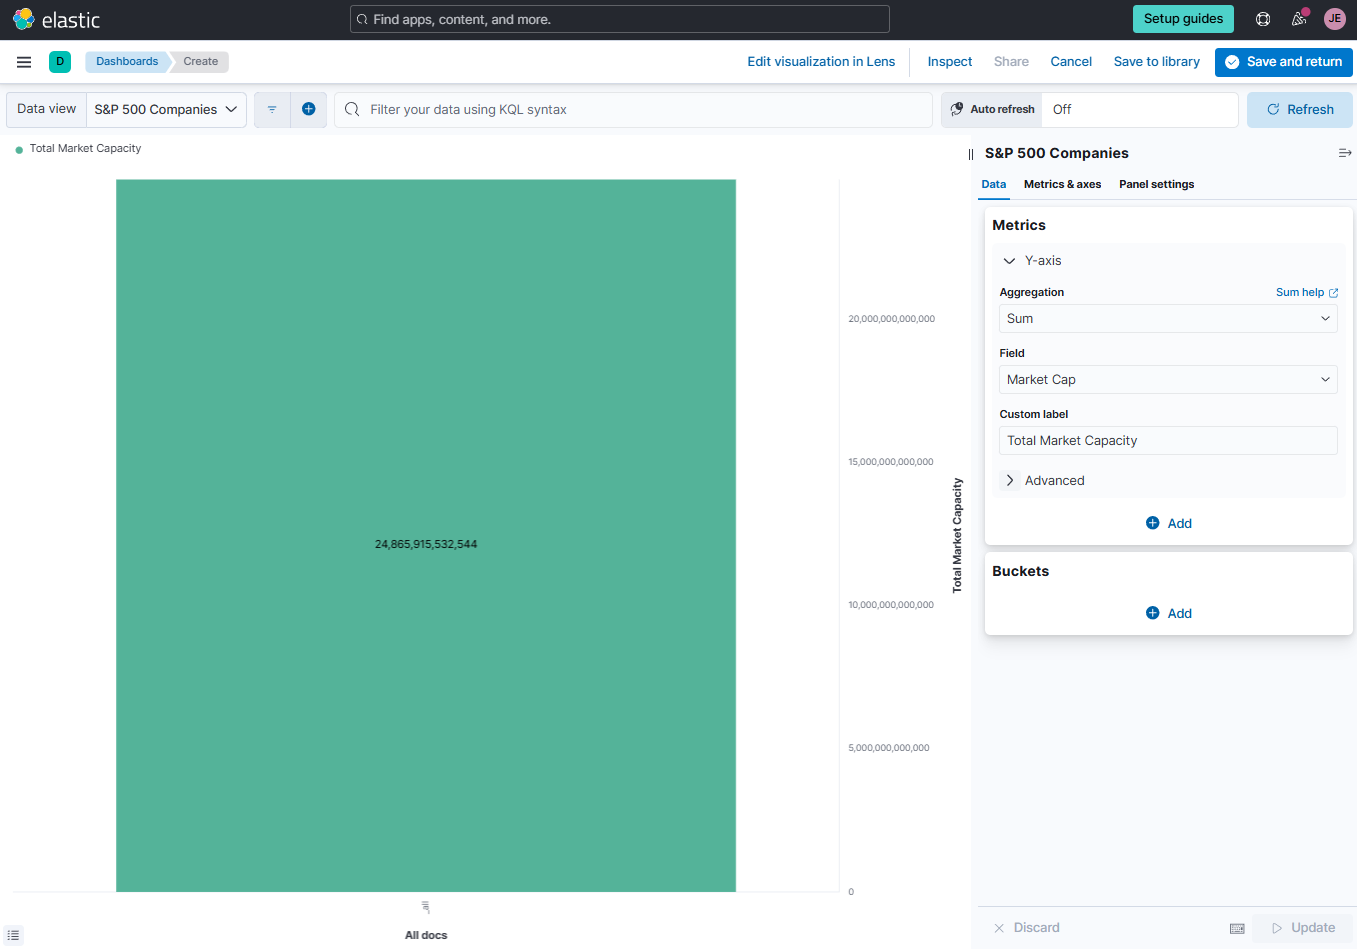 elastic
Find apps, content, and more.
Setup guides
JE
D
Dashboards
Create
Edit visualization in Lens
Inspect
Share
Cancel
Save to library
Save and return
Data view
S&P 500 Companies
Filter your data using KQL syntax
Auto refresh
Off
Refresh
Total Market Capacity
24,865,915,532,544
20,000,000,000,000
15,000,000,000,000
10,000,000,000,000
5,000,000,000,000
0
Total Market Capacity
All docs
S&P 500 Companies
Data
Metrics & axes
Panel settings
Metrics
Y-axis
Aggregation
Sum help
Sum
Field
Market Cap
Custom label
Total Market Capacity
Advanced
Add
Buckets
Add
Discard
Update